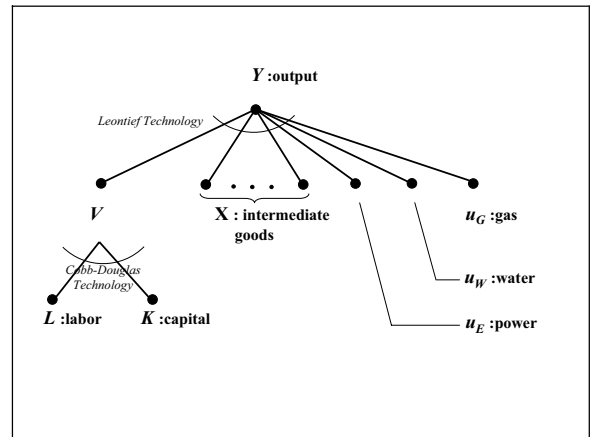 Y :output
Leontief Technology
V
X : intermediate
goods
u_G :gas
Cobb-Douglas
Technology
u_W :water
L :labor
K :capital
u_E :power